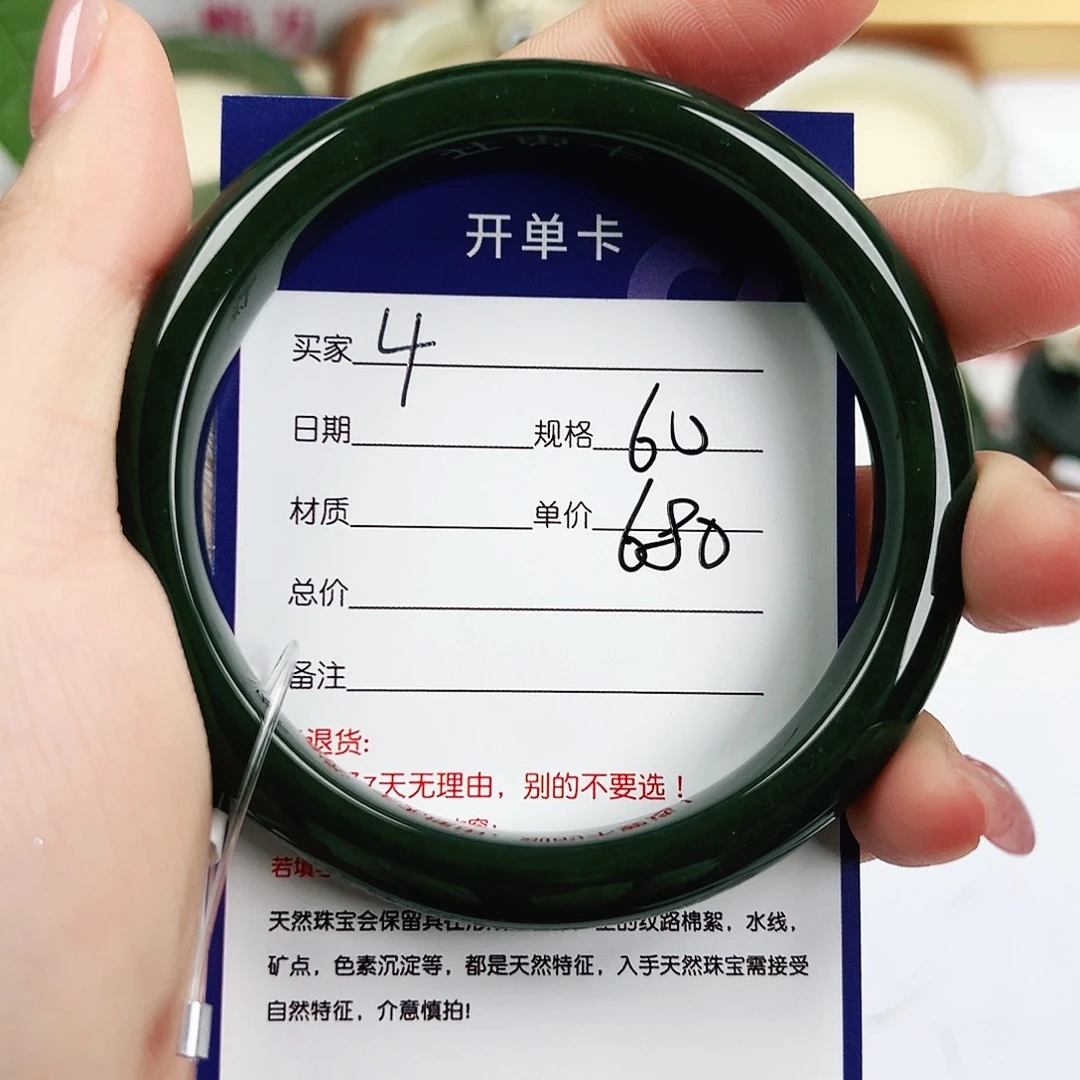 开单卡
买家 4
日期 规格 60
材质 单价 680
总价
备注
退货:
7天无理由，别的不要选！
若填
天然珠宝会保留其在 的纹路棉絮，水线，
矿点，色素沉淀等，都是天然特征，入手天然珠宝需接受
自然特征，介意慎拍!